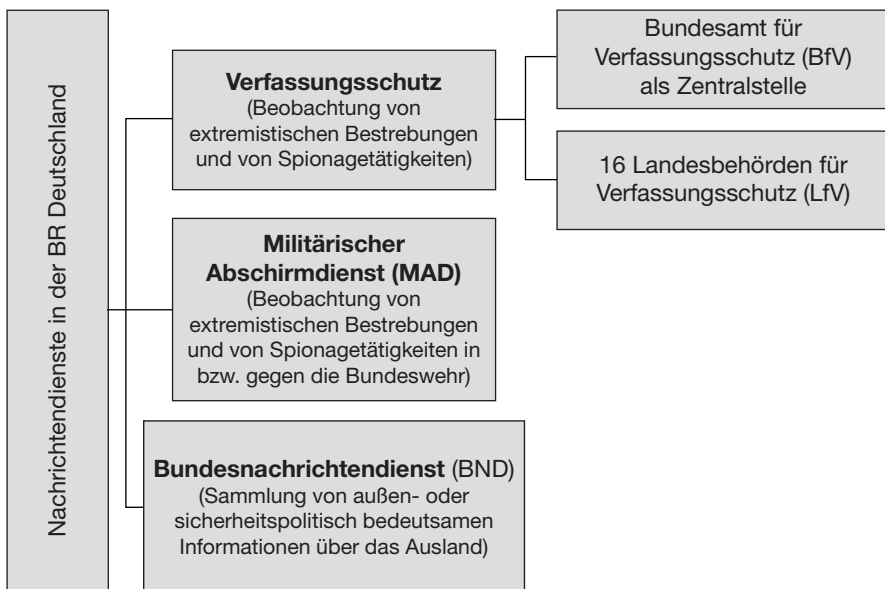 Nachrichtendienste in der BR Deutschland
Verfassungsschutz
(Beobachtung von
extremistischen Bestrebungen
und von Spionagetätigkeiten)
Bundesamt für
Verfassungsschutz (BfV)
als Zentralstelle
16 Landesbehörden für
Verfassungsschutz (LfV)
Militärischer
Abschirmdienst (MAD)
(Beobachtung von
extremistischen Bestrebungen
und von Spionagetätigkeiten in
bzw. gegen die Bundeswehr)
Bundesnachrichtendienst (BND)
(Sammlung von außen- oder
sicherheitspolitisch bedeutsamen
Informationen über das Ausland)